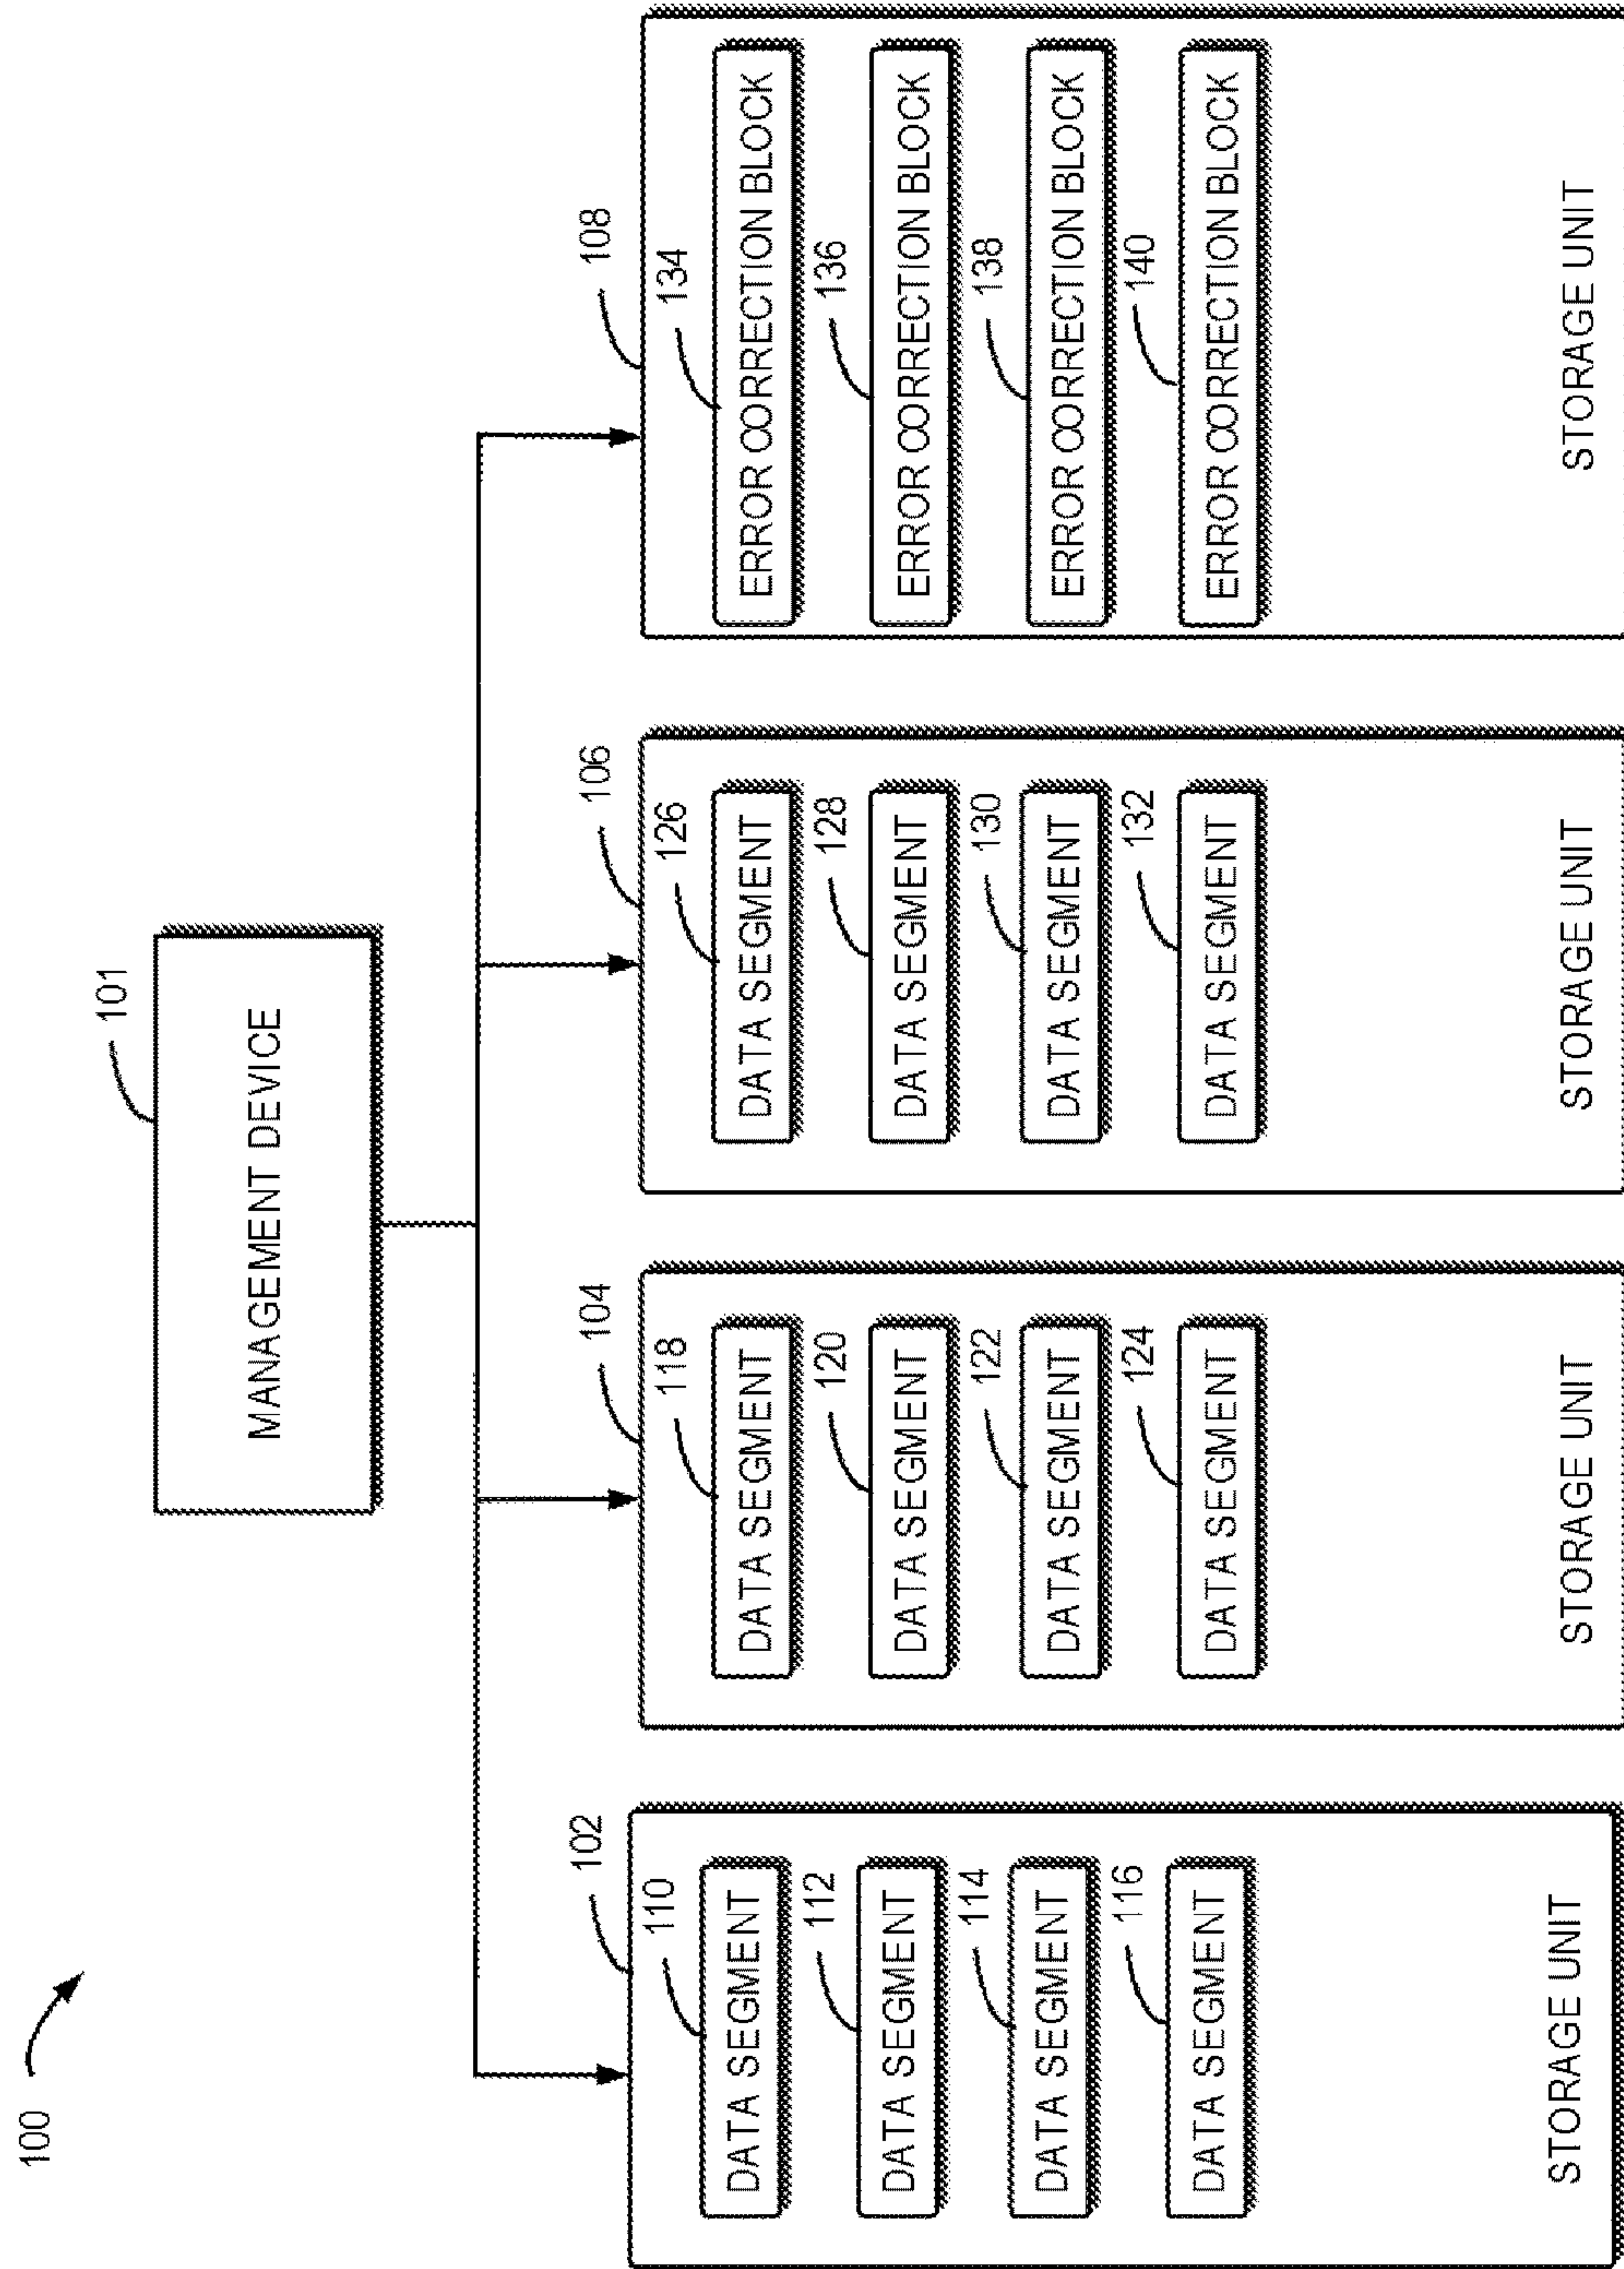 100
101
MANAGEMENT DEVICE
102
110
DATA SEGMENT
112
DATA SEGMENT
114
DATA SEGMENT
116
DATA SEGMENT
STORAGE UNIT
104
118
DATA SEGMENT
120
DATA SEGMENT
122
DATA SEGMENT
124
DATA SEGMENT
STORAGE UNIT
106
126
DATA SEGMENT
128
DATA SEGMENT
130
DATA SEGMENT
132
DATA SEGMENT
STORAGE UNIT
108
134
ERROR CORRECTION BLOCK
136
ERROR CORRECTION BLOCK
138
ERROR CORRECTION BLOCK
140
ERROR CORRECTION BLOCK
STORAGE UNIT